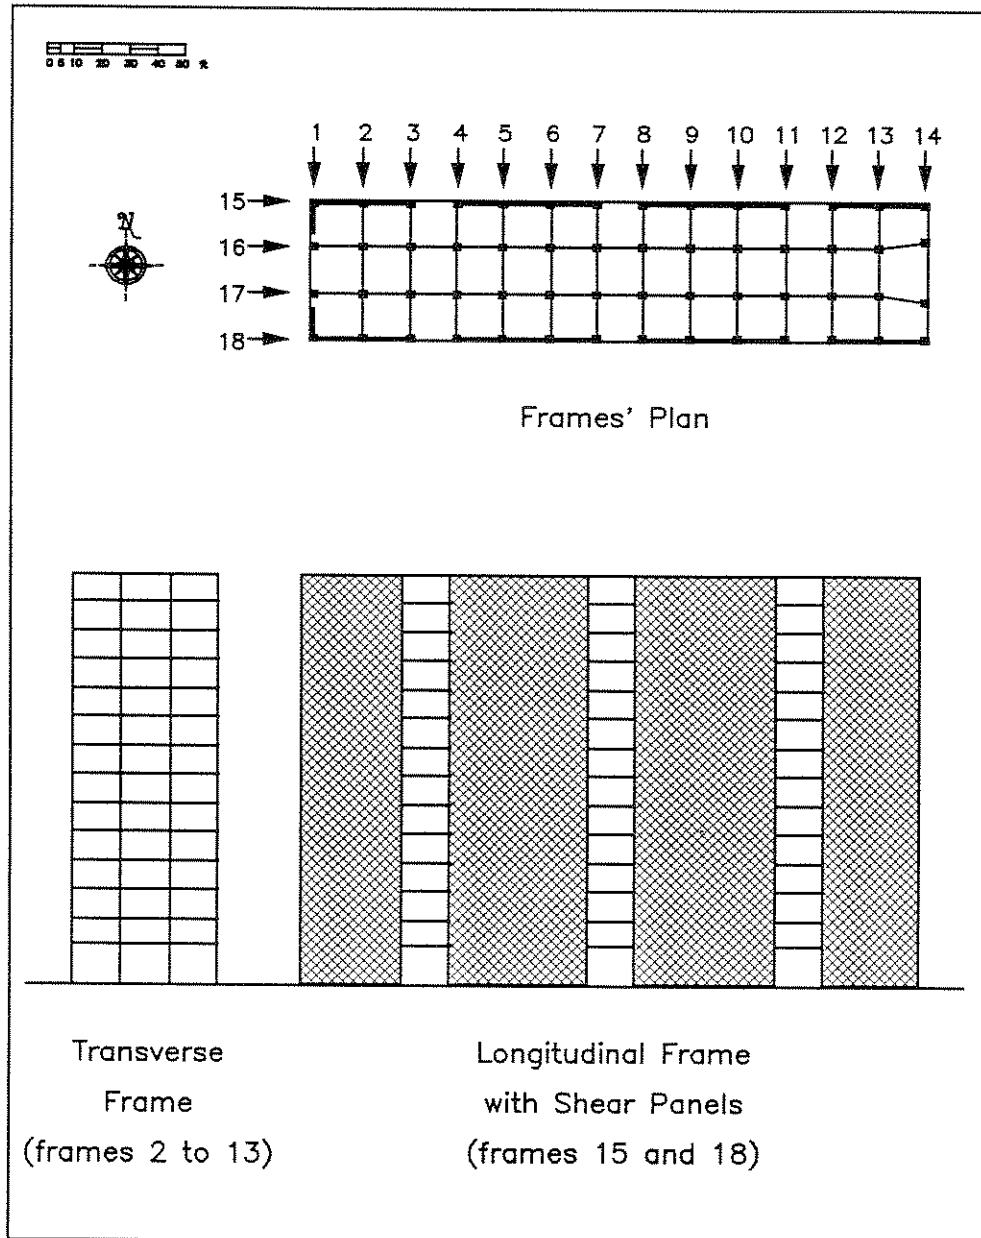 0 5 10 20 30 40 50 ft
1 2 3 4 5 6 7 8 9 10 11 12 13 14
15
N
16
17
18
Frames' Plan
Transverse
Frame
(frames 2 to 13)
Longitudinal Frame
with Shear Panels
(frames 15 and 18)